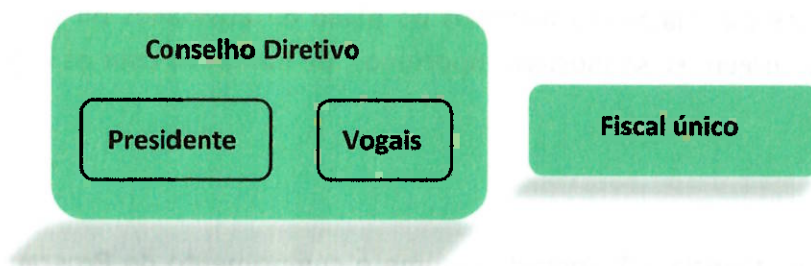 Conselho Diretivo
Presidente
Vogais
Fiscal único